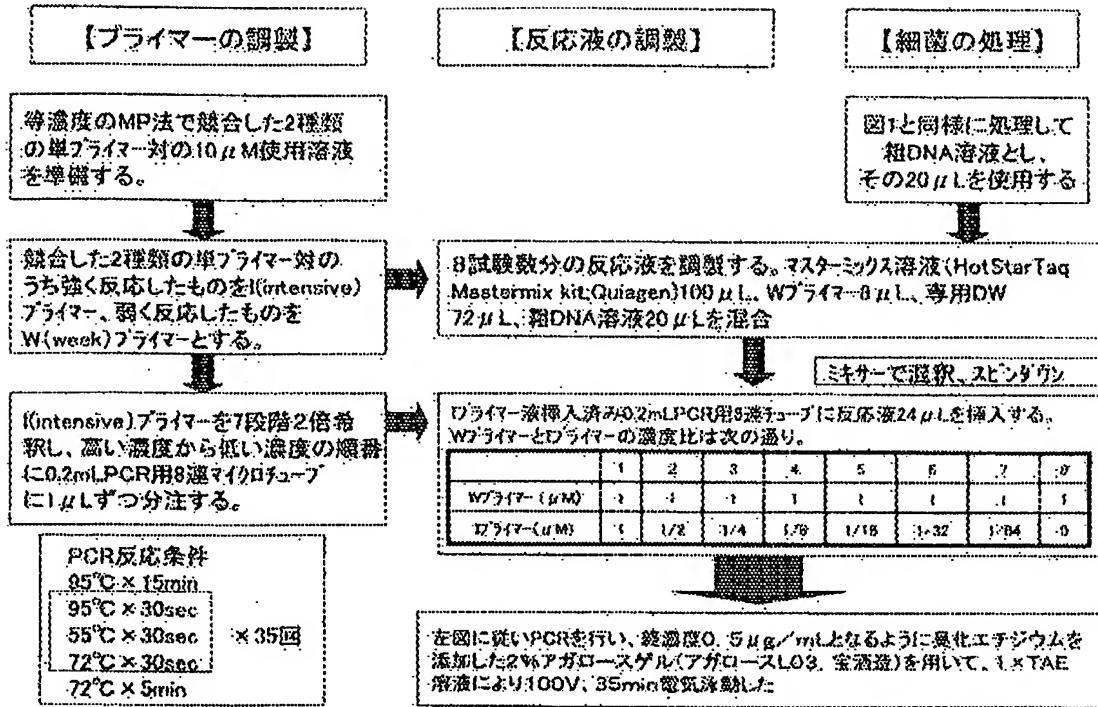 【プライマーの調製】
【反応液の調製】
【細菌の処理】
等濃度のMP法で競合した2種類
の単プライマー対の10μM使用溶液
を準備する。
図1と同様に処理して
粗DNA溶液とし、
その20μLを使用する
競合した2種類の単プライマー対の
うち強く反応したものをI(intensive)
プライマー、弱く反応したものを
W(week)プライマーとする。
8試験数分の反応液を調製する。マスターミックス溶液(HotStarTaq
Mastermix kit;Quiagen)100μL、Wプライマー8μL、専用DW
72μL、粗DNA溶液20μLを混合
ミキサーで混釈、スピンダウン
I(intensive)プライマーを7段階2倍希
釈し、高い濃度から低い濃度の順番
に0.2mLPCR用8連マイクロチューブ
に1μLずつ分注する。
Iプライマー液挿入済み0.2mLPCR用8連チューブに反応液24μLを挿入する。
WプライマーとIプライマーの濃度比は次の通り。
1 2 3 4 5 6 7 8
Wプライマー(μM) 1 1 1 1 1 1 1 1
Iプライマー(μM) 1 1/2 1/4 1/8 1/16 1/32 1/64 0
PCR反応条件
95℃×15min
95℃×30sec
55℃×30sec ×35回
72℃×30sec
72℃×5min
左図に従いPCRを行い、終濃度0.5μg/mLとなるように臭化エチジウムを
添加した2%アガロースゲル(アガロースL03、宝酒造)を用いて、1×TAE
溶液により100V、35min電気泳動した